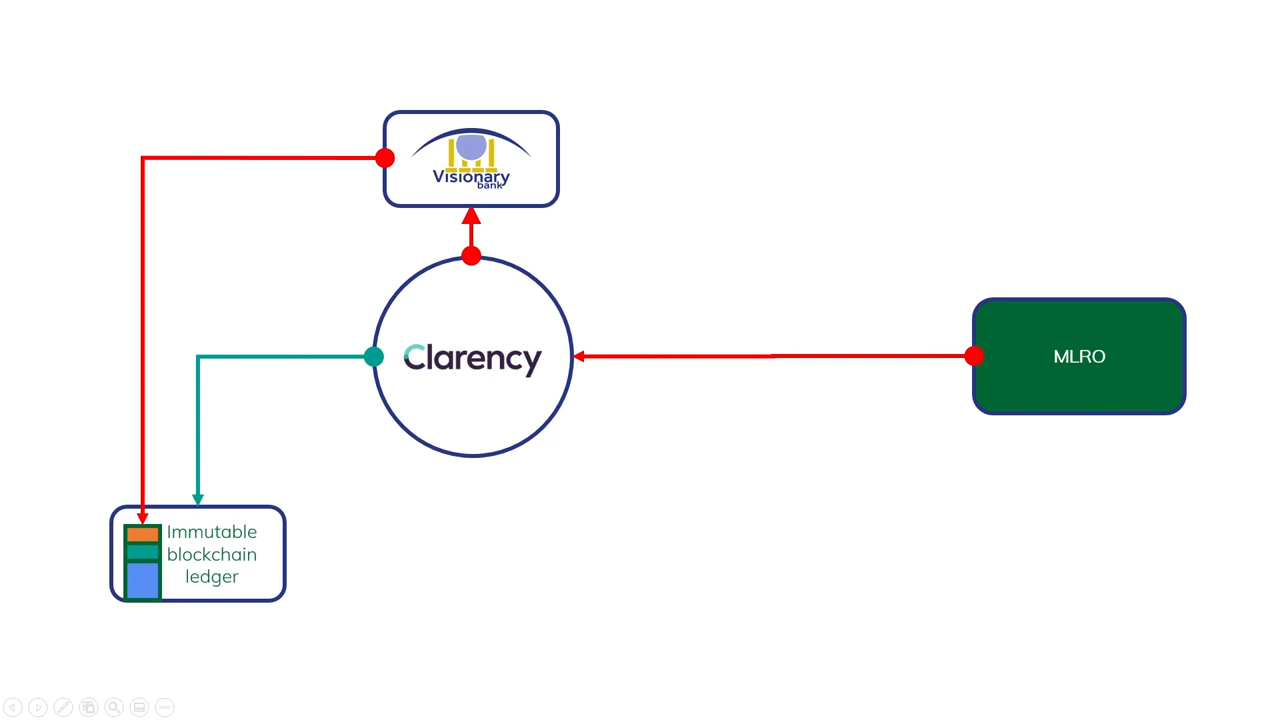 Visionary
bank
Clarency
MLRO
Immutable
blockchain
ledger